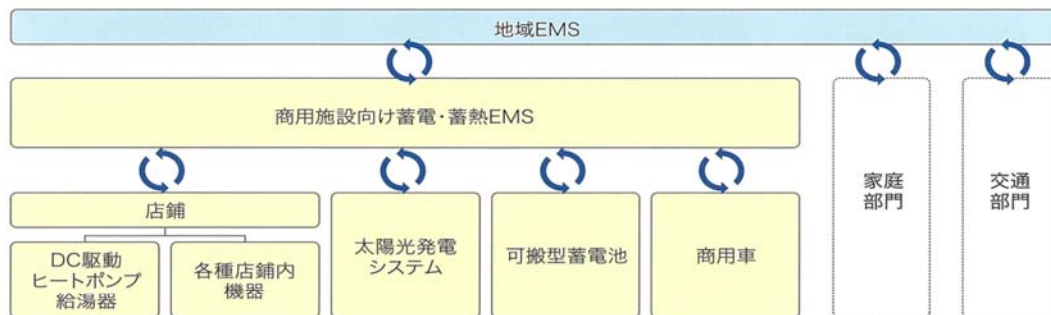 地域EMS
商用施設向け蓄電・蓄熱EMS
店舗
DC駆動
ヒートポンプ
給湯器
各種店舗内
機器
太陽光発電
システム
可搬型蓄電池
商用車
家庭
部門
交通
部門